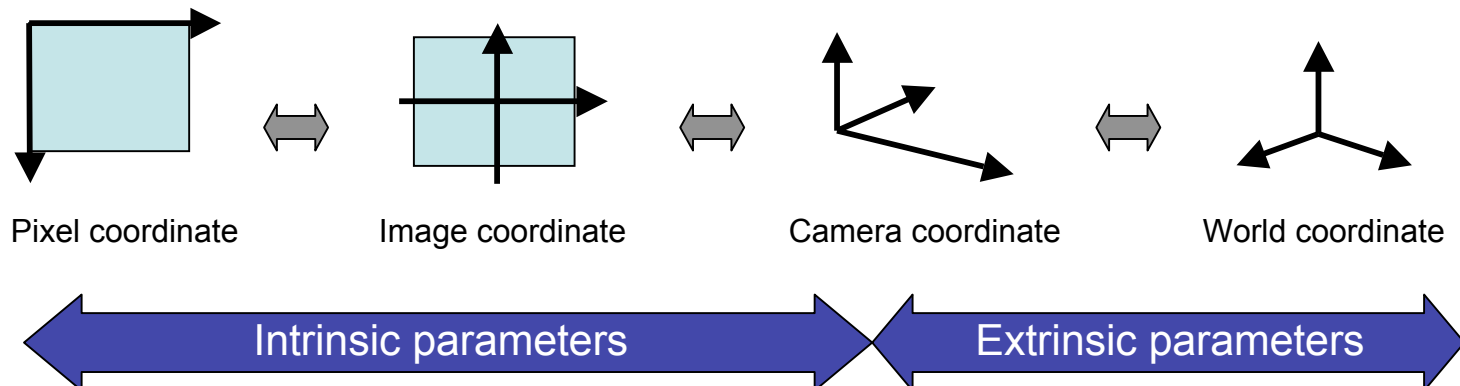 Pixel coordinate
Image coordinate
Camera coordinate
World coordinate
Intrinsic parameters
Extrinsic parameters